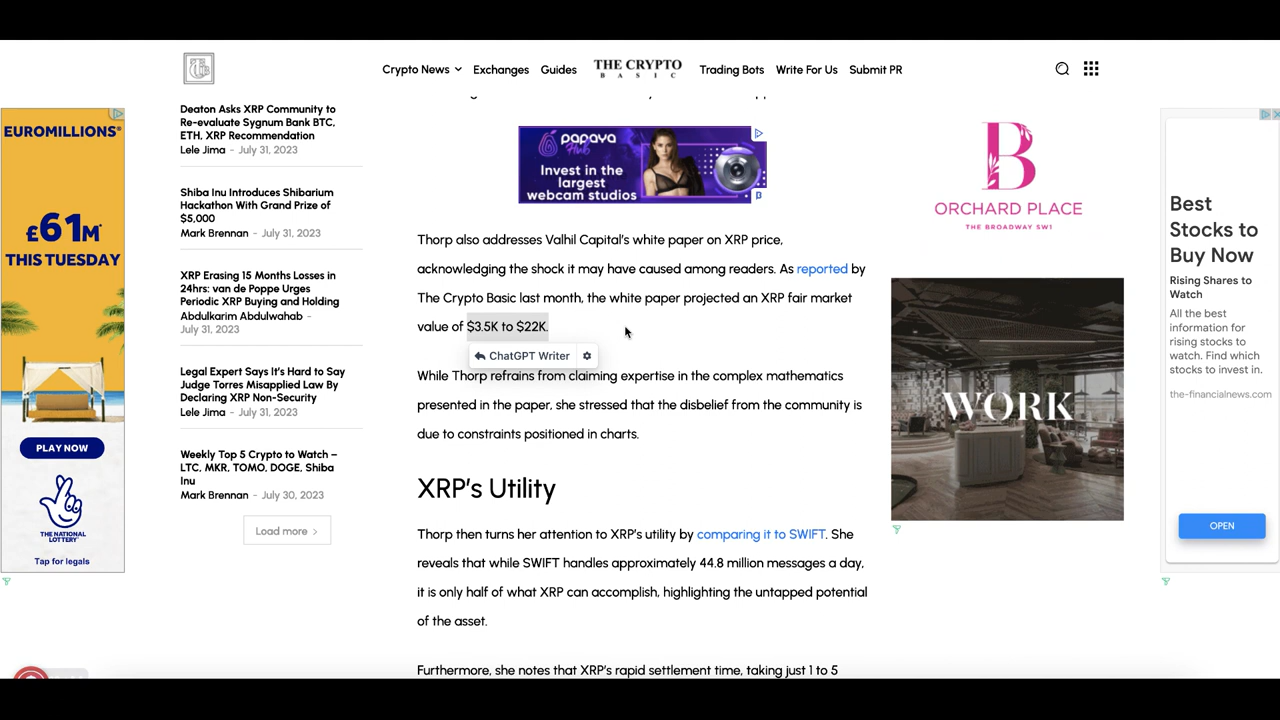 Crypto News
Exchanges
Guides
THE CRYPTO
BASIC
Trading Bots
Write For Us
Submit PR
EUROMILLIONS®
£61M*
THIS TUESDAY
PLAY NOW
THE NATIONAL
LOTTERY®
Tap for legals
Deaton Asks XRP Community to
Re-evaluate Sygnum Bank BTC,
ETH, XRP Recommendation
Lele Jima - July 31, 2023
Shiba Inu Introduces Shibarium
Hackathon With Grand Prize of
$5,000
Mark Brennan - July 31, 2023
XRP Erasing 15 Months Losses in
24hrs: van de Poppe Urges
Periodic XRP Buying and Holding
Abdulkarim Abdulwahab -
July 31, 2023
Legal Expert Says It's Hard to Say
Judge Torres Misapplied Law By
Declaring XRP Non-Security
Lele Jima - July 31, 2023
Weekly Top 5 Crypto to Watch –
LTC, MKR, TOMO, DOGE, Shiba
Inu
Mark Brennan - July 30, 2023
Load more
papaya
Hub
Invest in the
largest
webcam studios
Thorp also addresses Valhil Capital's white paper on XRP price,
acknowledging the shock it may have caused among readers. As reported by
The Crypto Basic last month, the white paper projected an XRP fair market
value of $3.5K to $22K.
ChatGPT Writer
While Thorp refrains from claiming expertise in the complex mathematics
presented in the paper, she stressed that the disbelief from the community is
due to constraints positioned in charts.
XRP's Utility
Thorp then turns her attention to XRP's utility by comparing it to SWIFT. She
reveals that while SWIFT handles approximately 44.8 million messages a day,
it is only half of what XRP can accomplish, highlighting the untapped potential
of the asset.
Furthermore, she notes that XRP's rapid settlement time, taking just 1 to 5
B
ORCHARD PLACE
THE BROADWAY SW1
WORK
Best
Stocks to
Buy Now
Rising Shares to
Watch
All the best
information for
rising stocks to
watch. Find which
stocks to invest in.
the-financialnews.com
OPEN